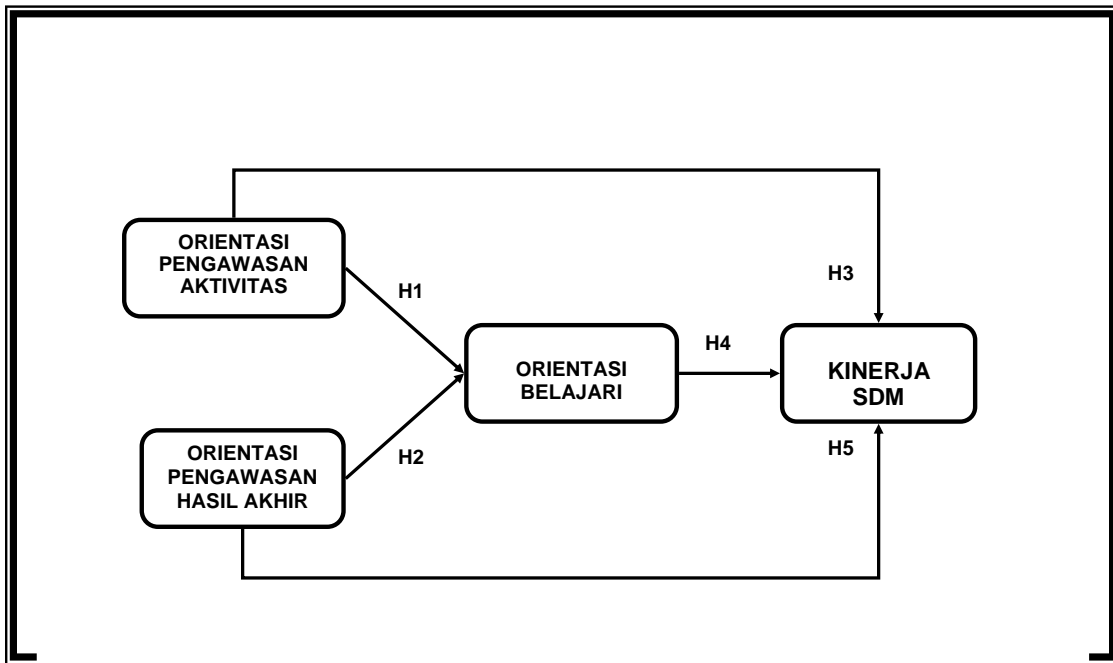 ORIENTASI
PENGAWASAN
AKTIVITAS
H1
H3
ORIENTASI
BELAJARI
H4
KINERJA
SDM
ORIENTASI
PENGAWASAN
HASIL AKHIR
H2
H5